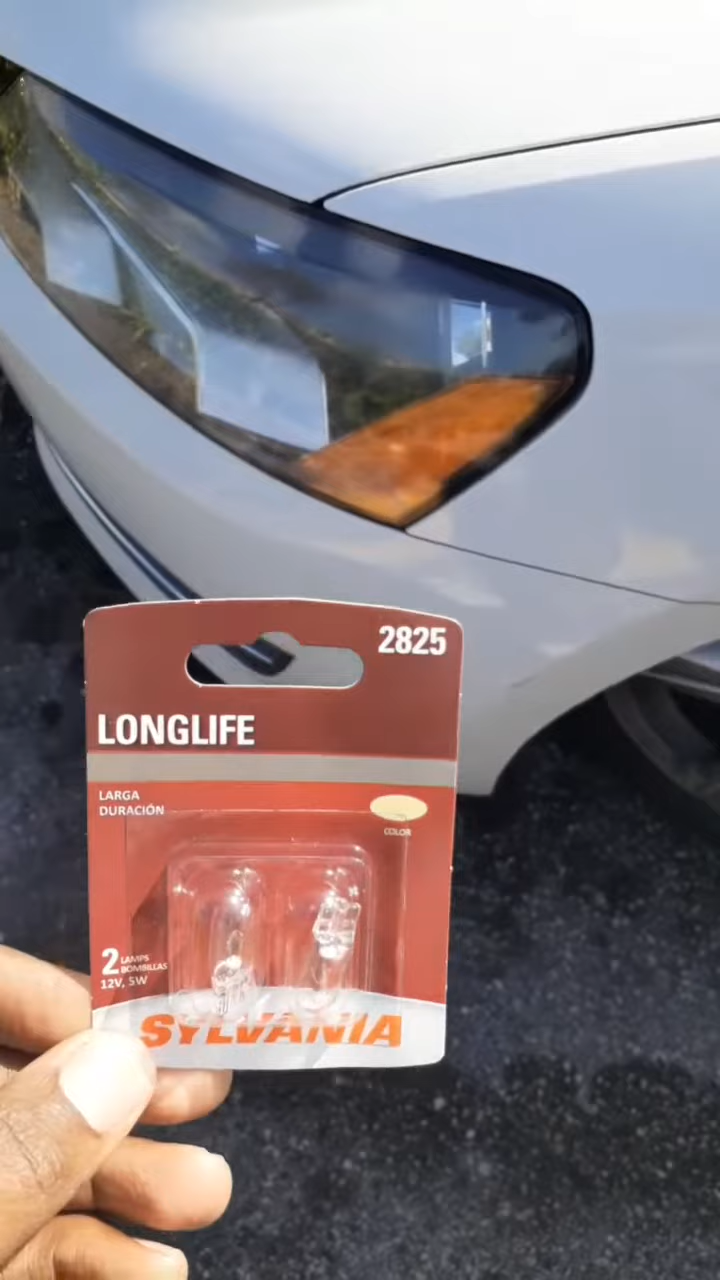 2825
LONGLIFE
LARGA
DURACIÓN
COLOR
2 LAMPS
BOMBILLAS
12V, 5W
SYLVANIA